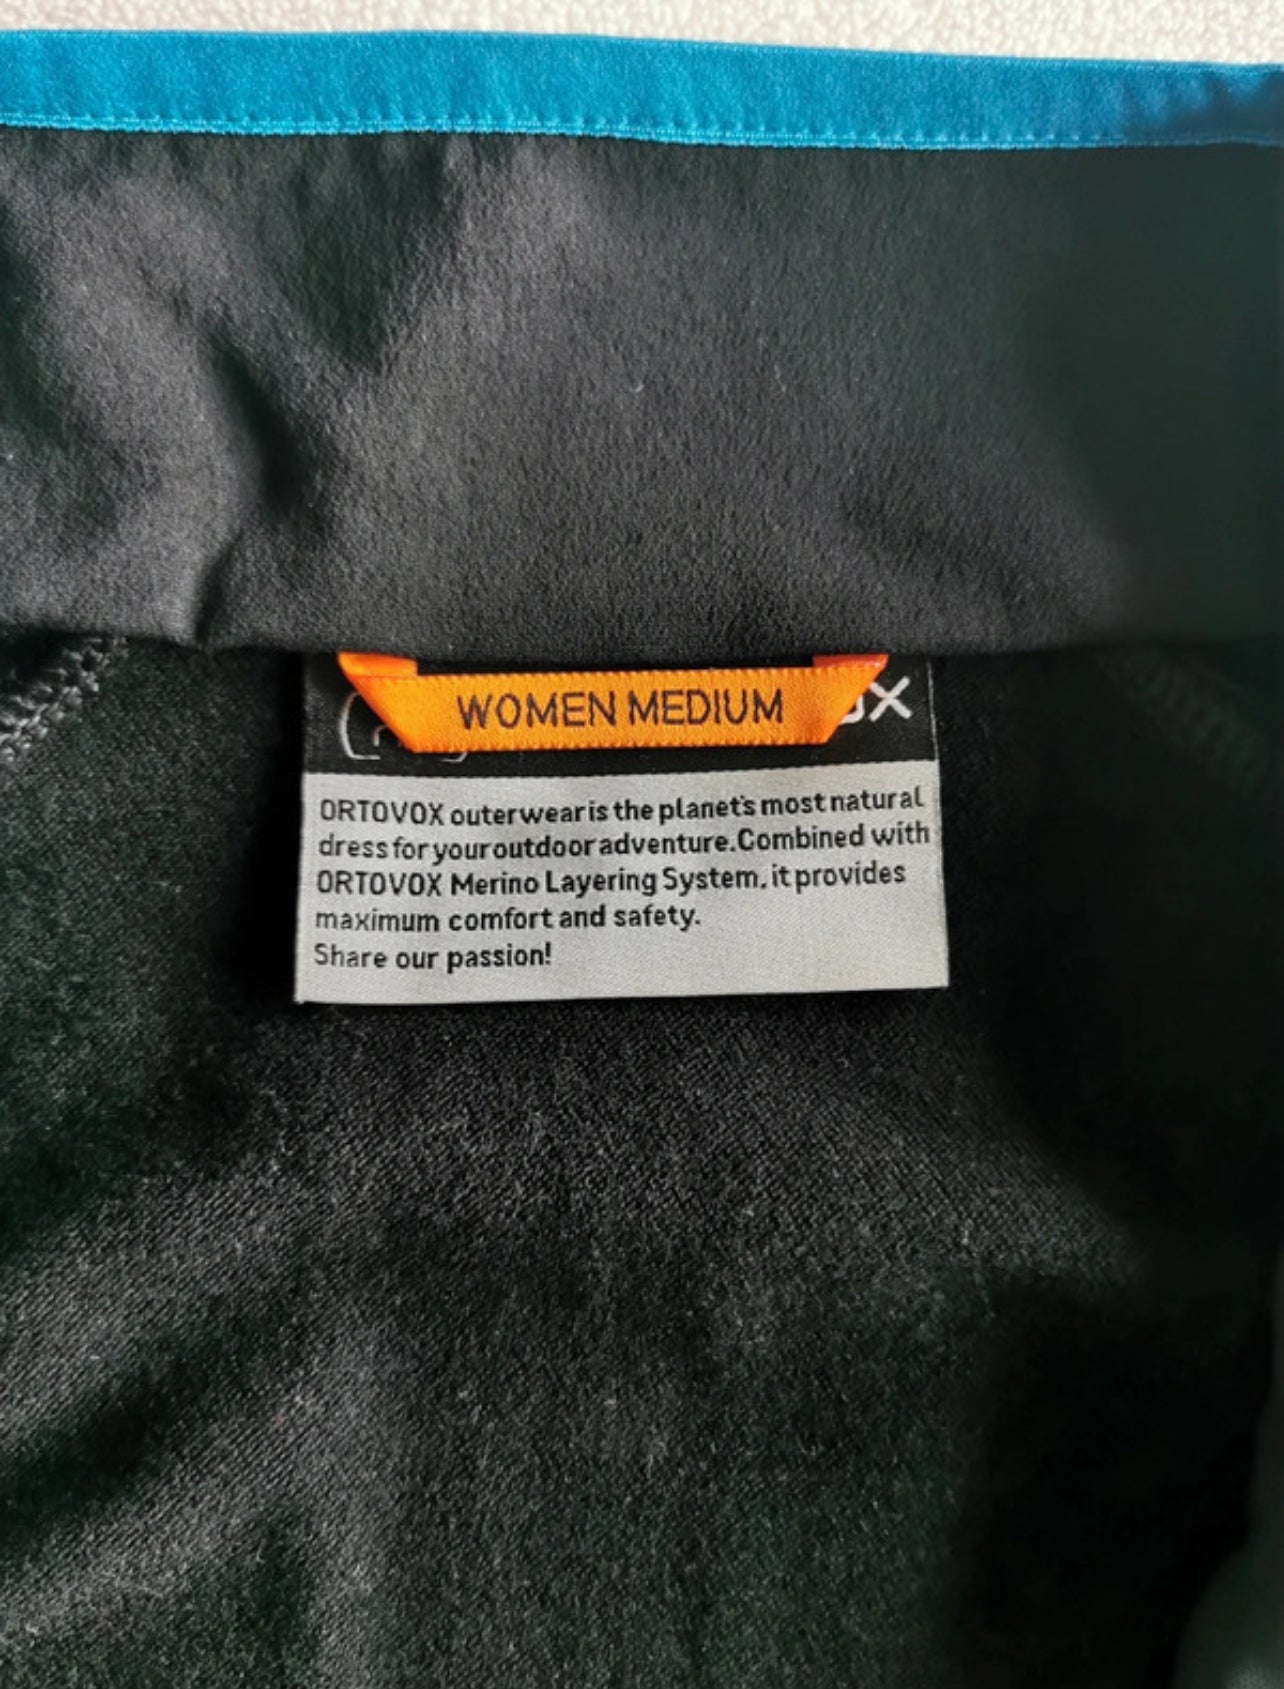 WOMEN MEDIUM
OX
ORTOVOX outerwear is the planet's most natural
dress for your outdoor adventure. Combined with
ORTOVOX Merino Layering System, it provides
maximum comfort and safety.
Share our passion!